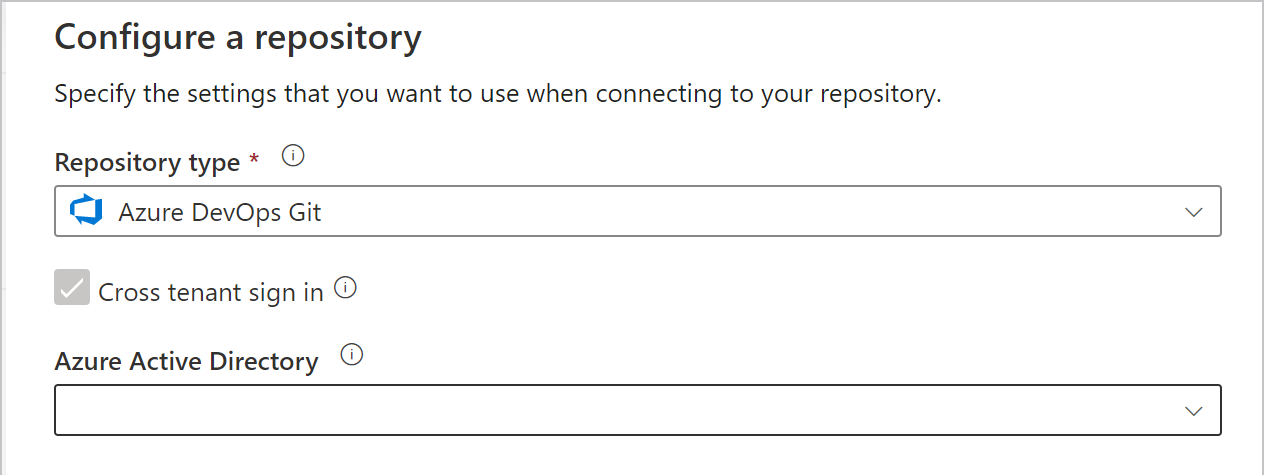 Configure a repository
Specify the settings that you want to use when connecting to your repository.
Repository type *
Azure DevOps Git
Cross tenant sign in
Azure Active Directory